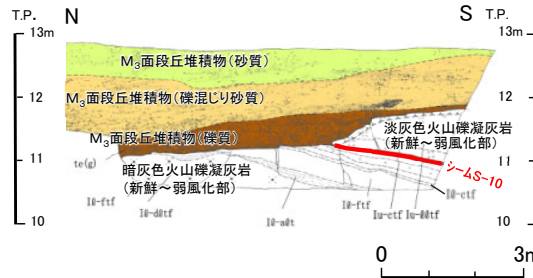 T.P. N S T.P.
13m 13m
M₃面段丘堆積物(砂質)
12 M₃面段丘堆積物(礫混じり砂質) 12
淡灰色火山礫凝灰岩
(新鮮～弱風化部)
M₃面段丘堆積物(礫質)
te(g)
11 暗灰色火山礫凝灰岩 11
(新鮮～弱風化部)
シームS-10
10 10
0 3m